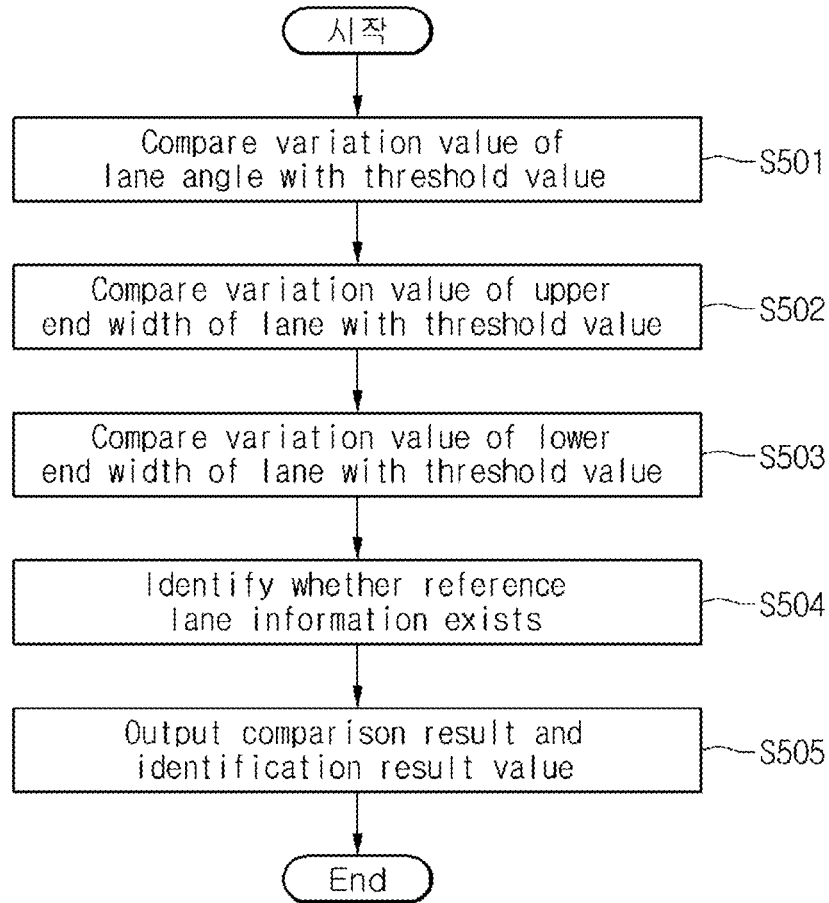 시작
Compare variation value of
lane angle with threshold value
S501
Compare variation value of upper
end width of lane with threshold value
S502
Compare variation value of lower
end width of lane with threshold value
S503
Identify whether reference
lane information exists
S504
Output comparison result and
identification result value
S505
End